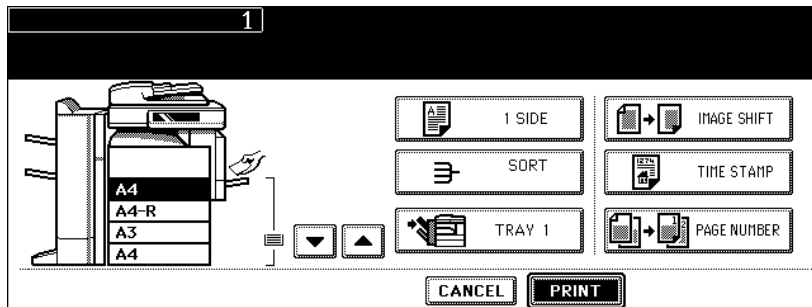 1
1 SIDE
IMAGE SHIFT
SORT
TIME STAMP
TRAY 1
PAGE NUMBER
A4
A4-R
A3
A4
CANCEL
PRINT